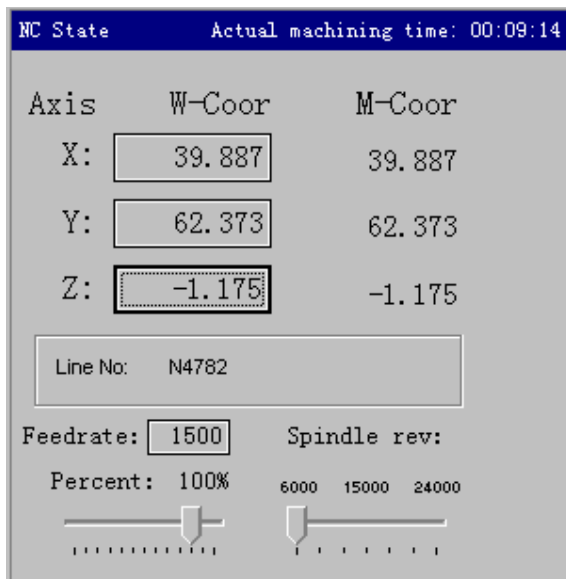 NC State Actual machining time: 00:09:14
Axis W-Coor M-Coor
X: 39.887 39.887
Y: 62.373 62.373
Z: -1.175 -1.175
Line No: N4782
Feedrate: 1500 Spindle rev:
Percent: 100% 6000 15000 24000